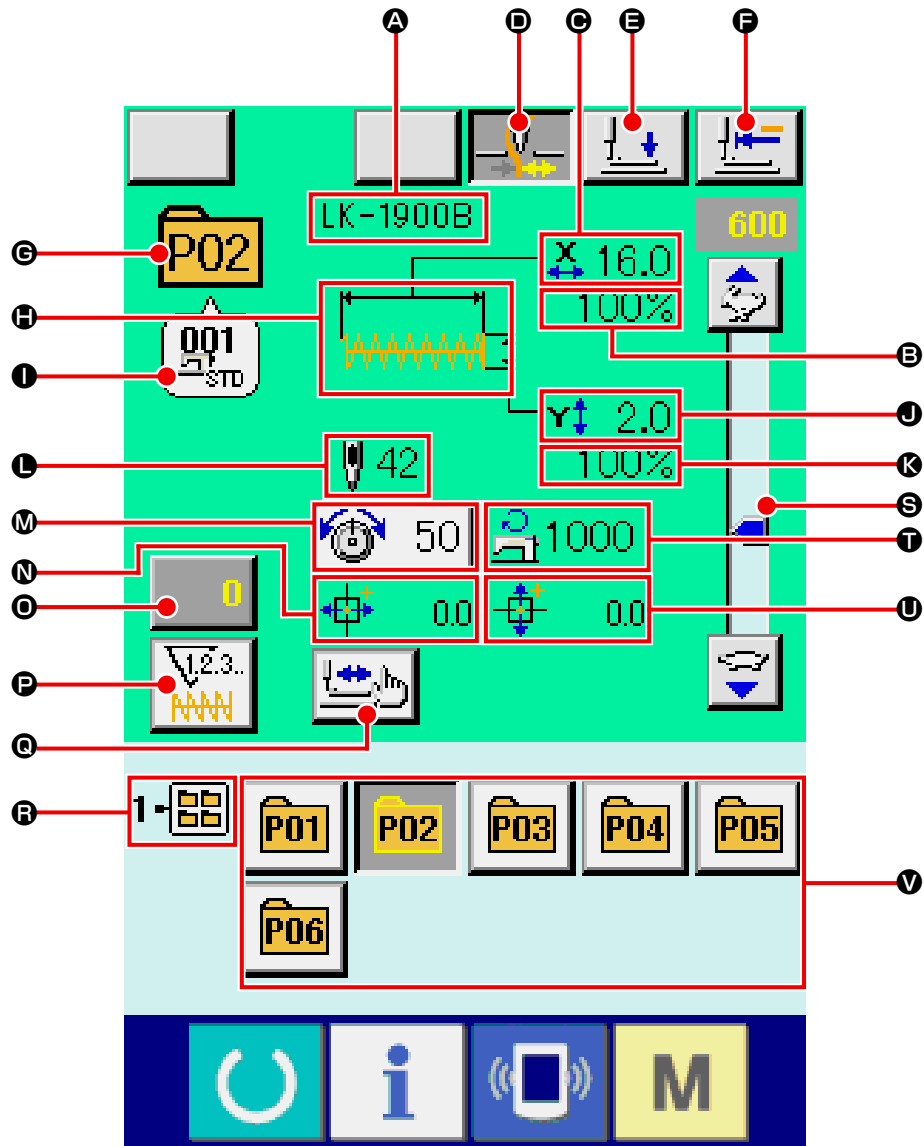 A D C E F
LK-1900B
600
G P02
X 16.0
H 100%
001
STD
B
I
Y 2.0
J
L 42 100% K
S
M 50 1000 T
N
O 0 0.0 0.0 U
P 1.2.3..
Q
R 1
P01 P02 P03 P04 P05
V
P06
i M